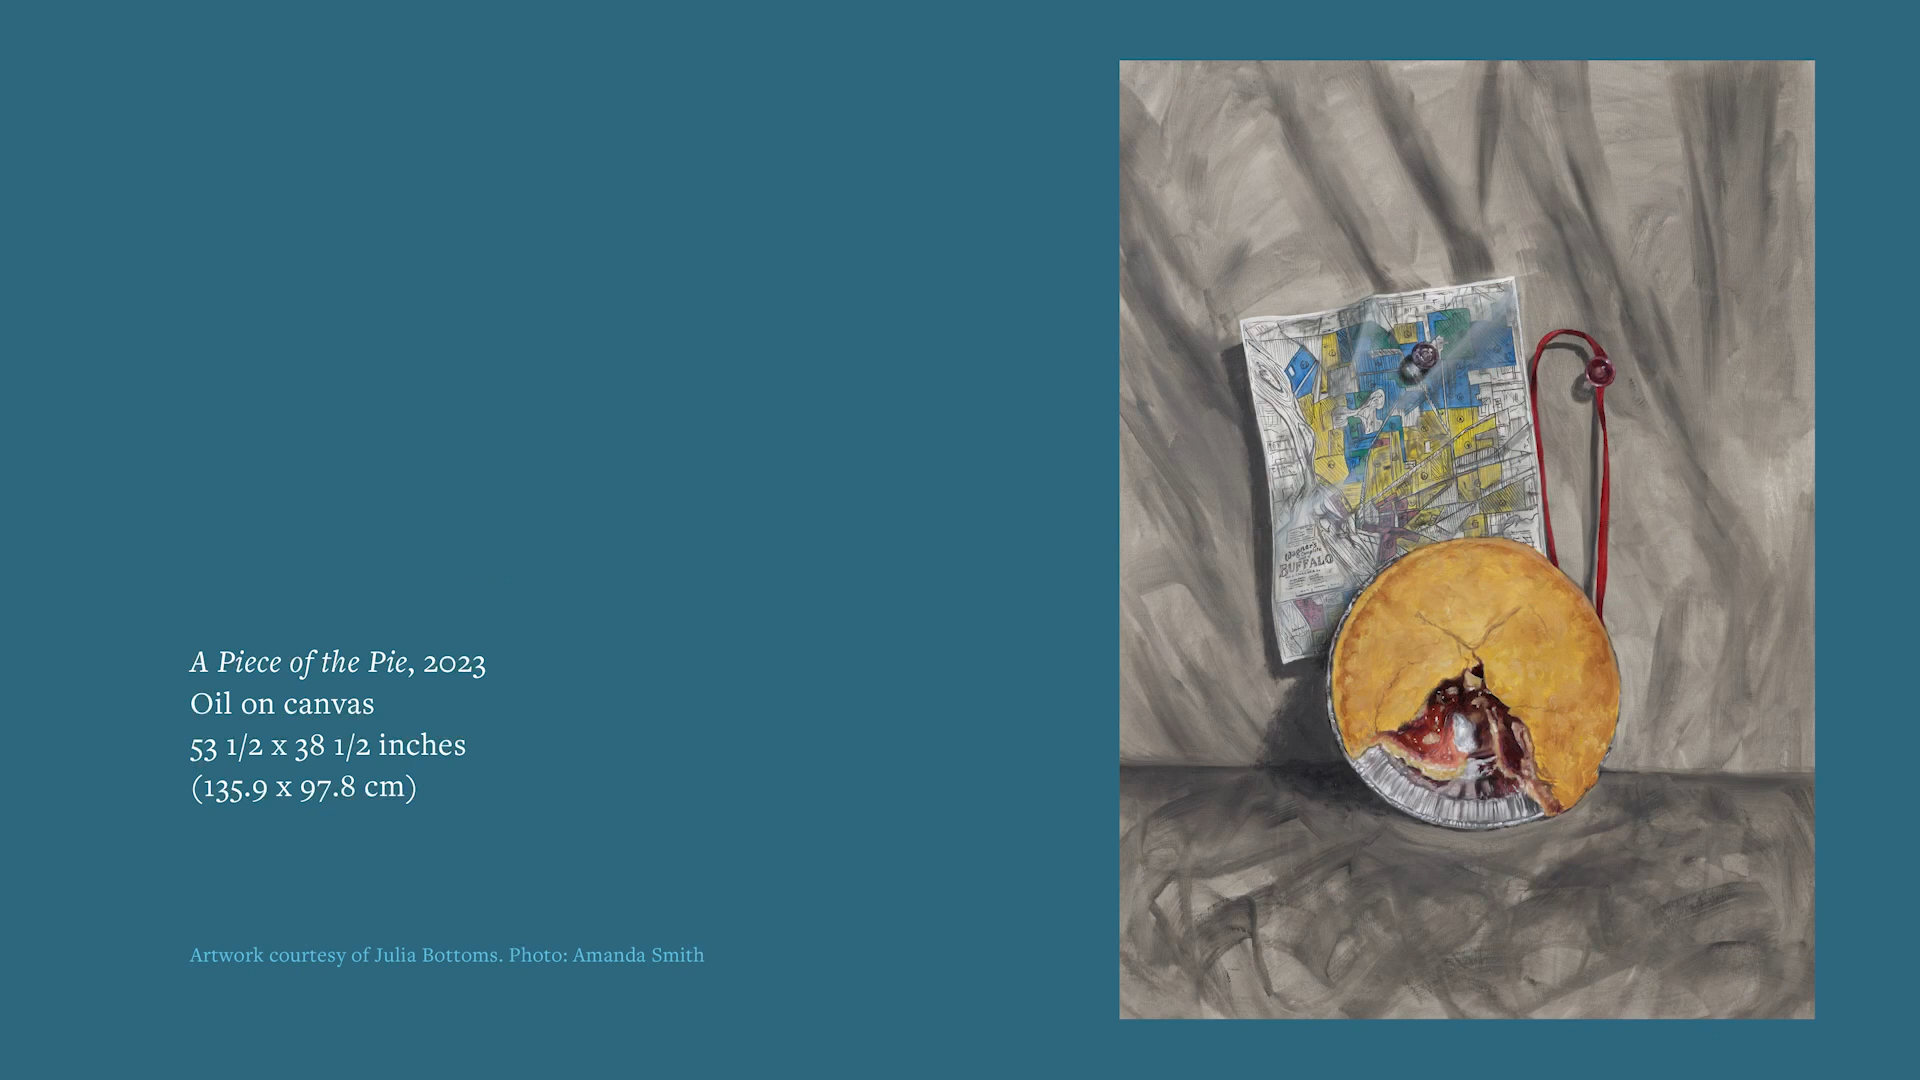 A Piece of the Pie, 2023
Oil on canvas
53 1/2 x 38 1/2 inches
(135.9 x 97.8 cm)
Artwork courtesy of Julia Bottoms. Photo: Amanda Smith
Wagner's
BUFFALO